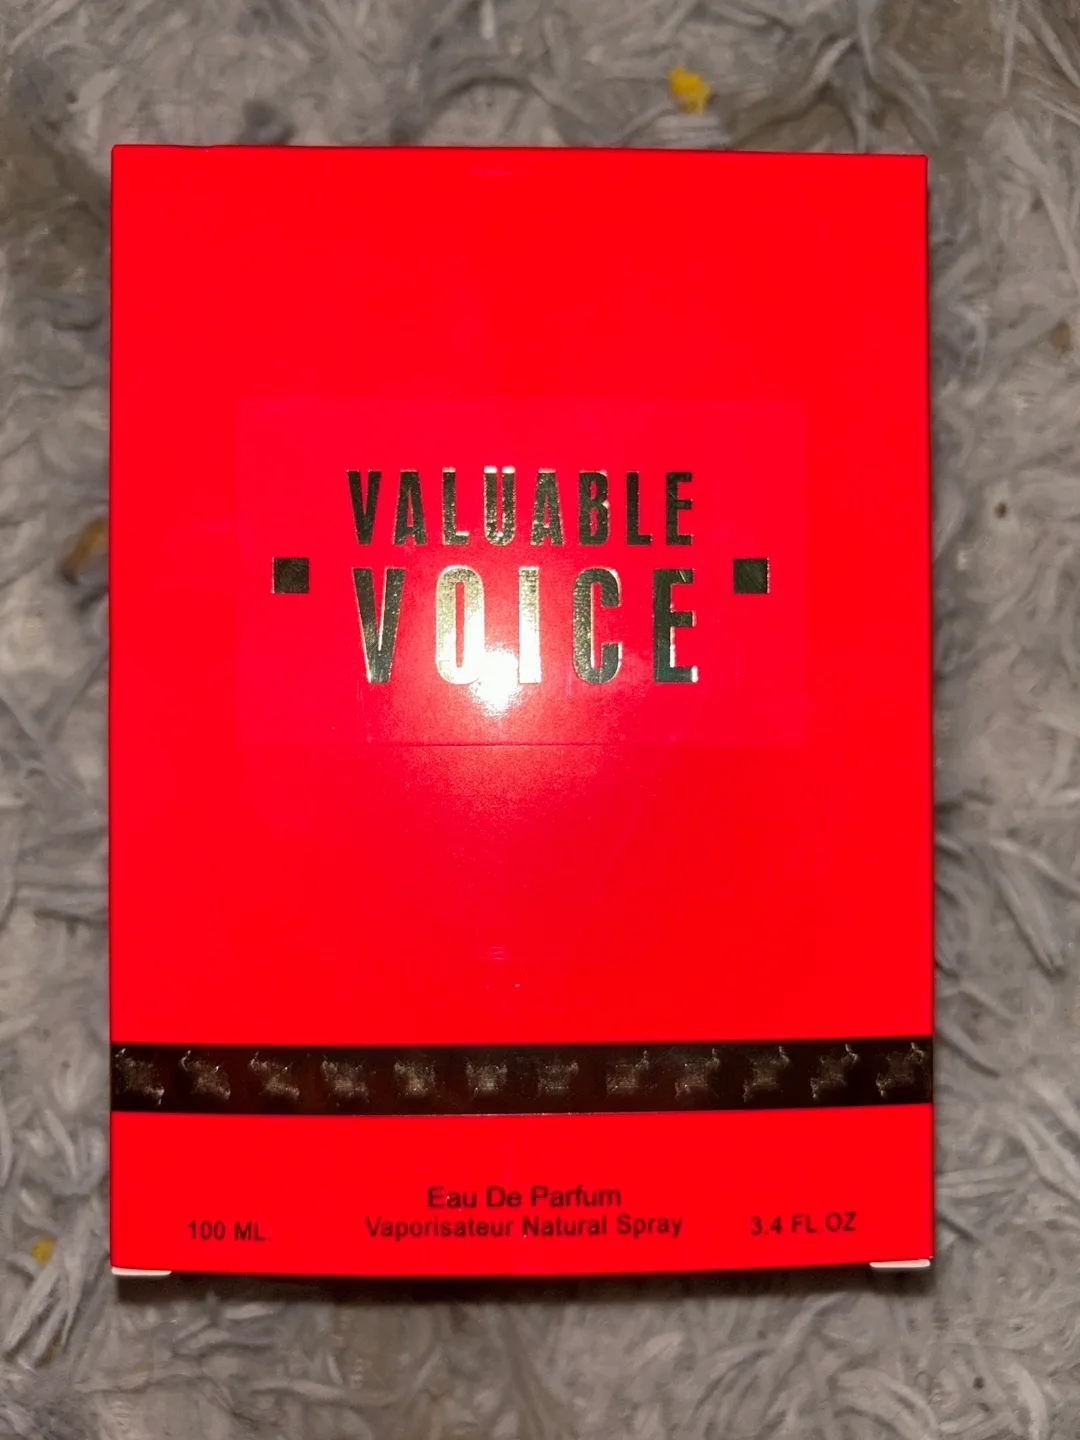 VALUABLE
VOICE
Eau De Parfum
100 ML. Vaporisateur Natural Spray 3.4 FL.OZ